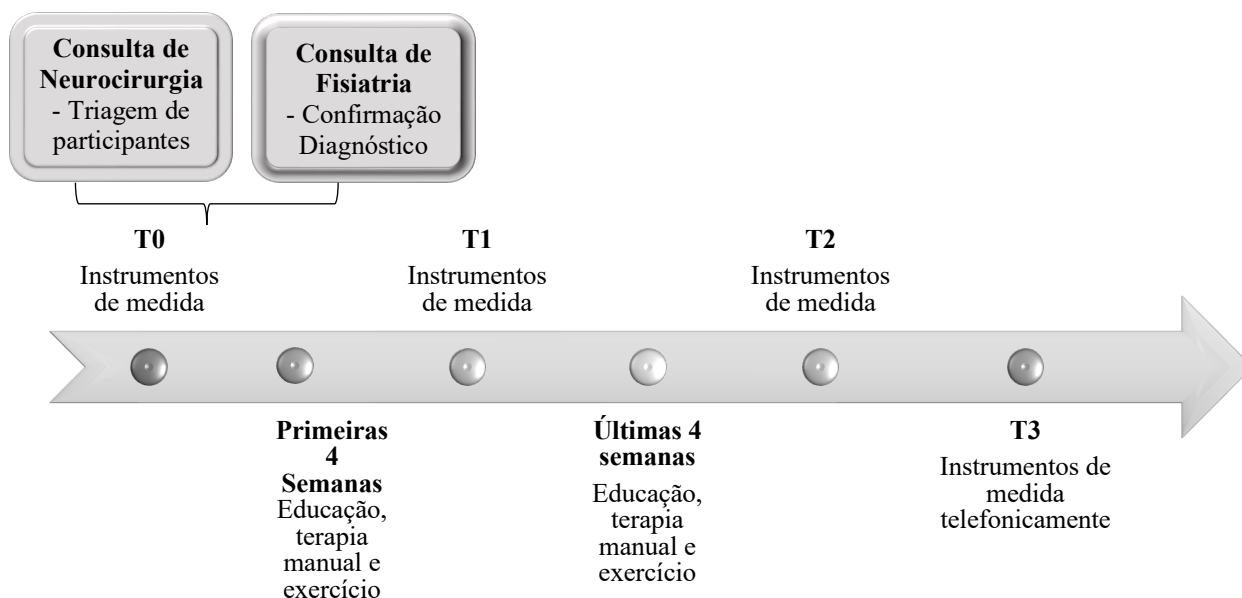 Consulta de
Neurocirurgia
- Triagem de
participantes
Consulta de
Fisiatria
- Confirmação
Diagnóstico
T0
Instrumentos
de medida
T1
Instrumentos
de medida
T2
Instrumentos
de medida
Primeiras
4
Semanas
Educação,
terapia
manual e
exercício
Últimas 4
semanas
Educação,
terapia
manual e
exercício
T3
Instrumentos de
medida
telefonicamente